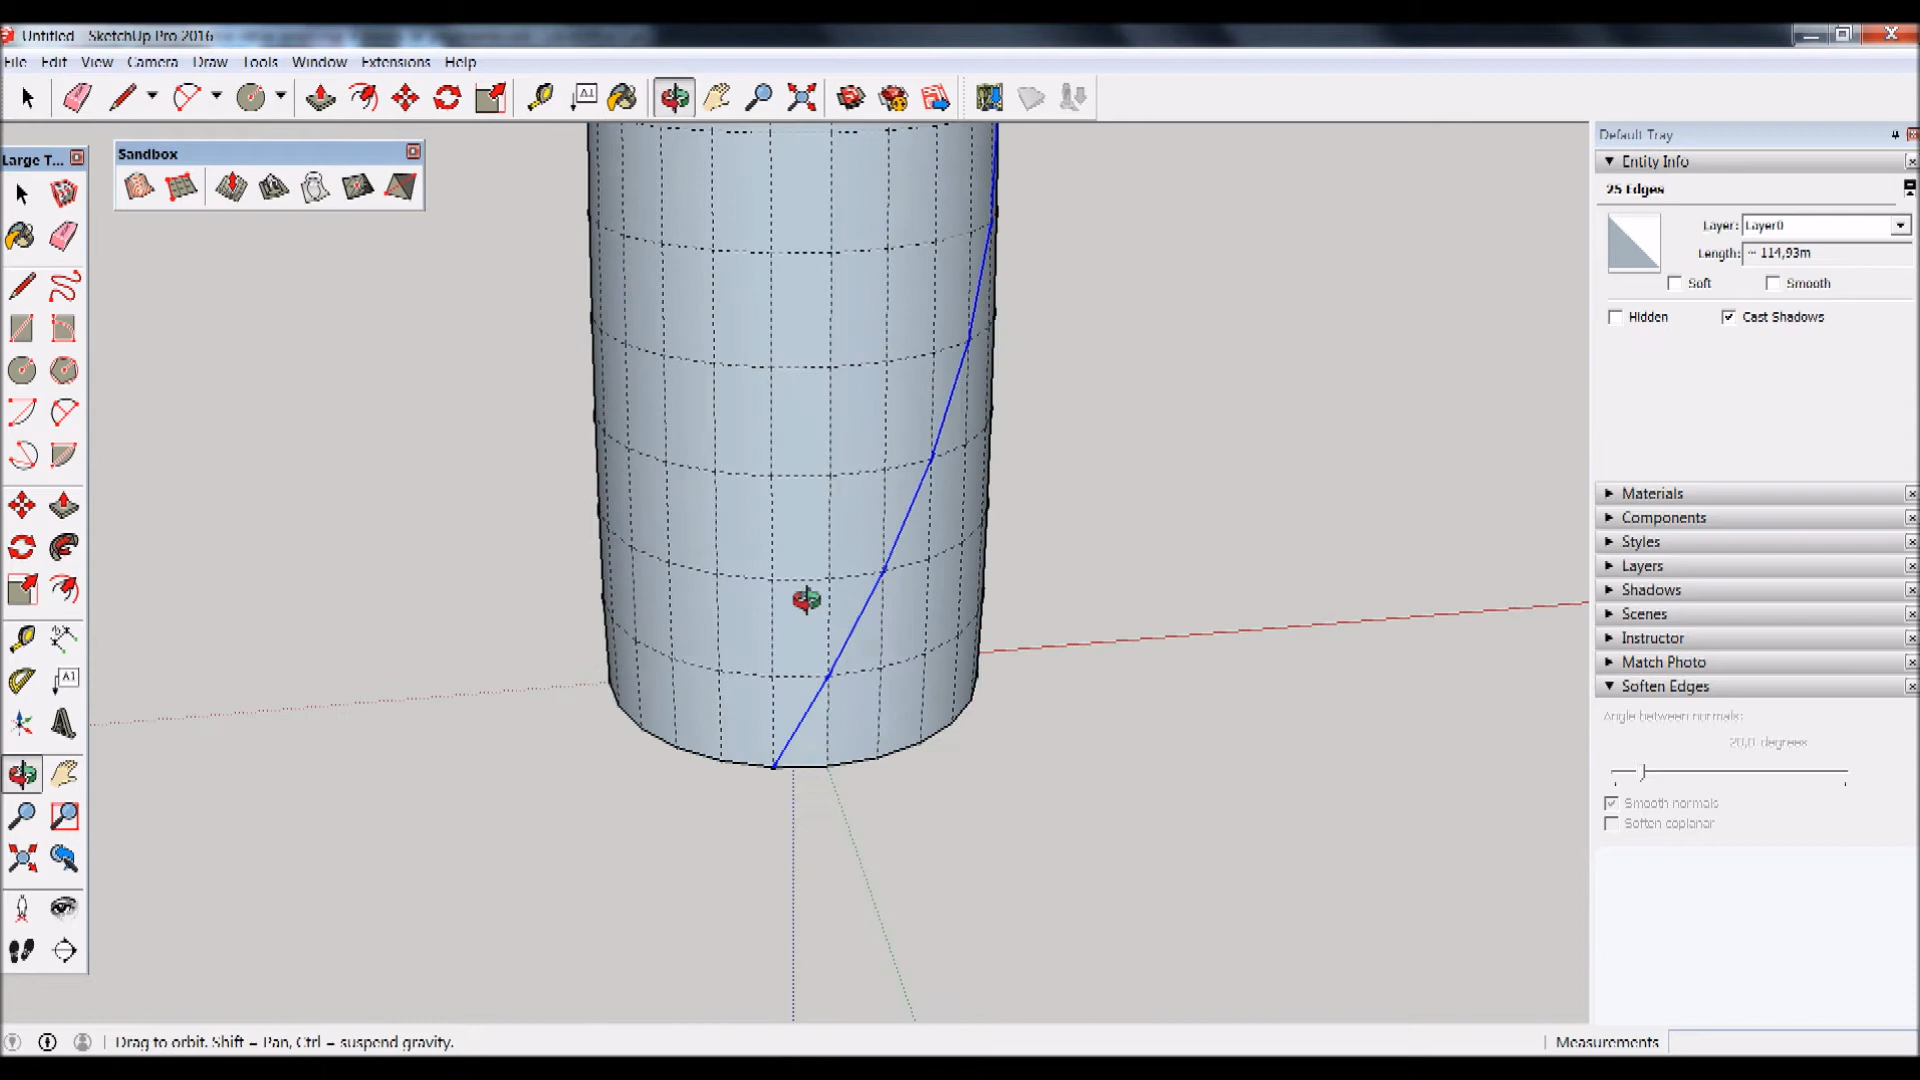 Untitled - SketchUp Pro 2016
File Edit View Camera Draw Tools Window Extensions Help
Large T...
Sandbox
Default Tray
Entity Info
25 Edges
Layer: Layer0
Length: ~ 114,93m
Soft Smooth
Hidden Cast Shadows
Materials
Components
Styles
Layers
Shadows
Scenes
Instructor
Match Photo
Soften Edges
Angle between normals:
20,0 degrees
Smooth normals
Soften coplanar
A1
A1
Drag to orbit. Shift = Pan, Ctrl = suspend gravity.
Measurements